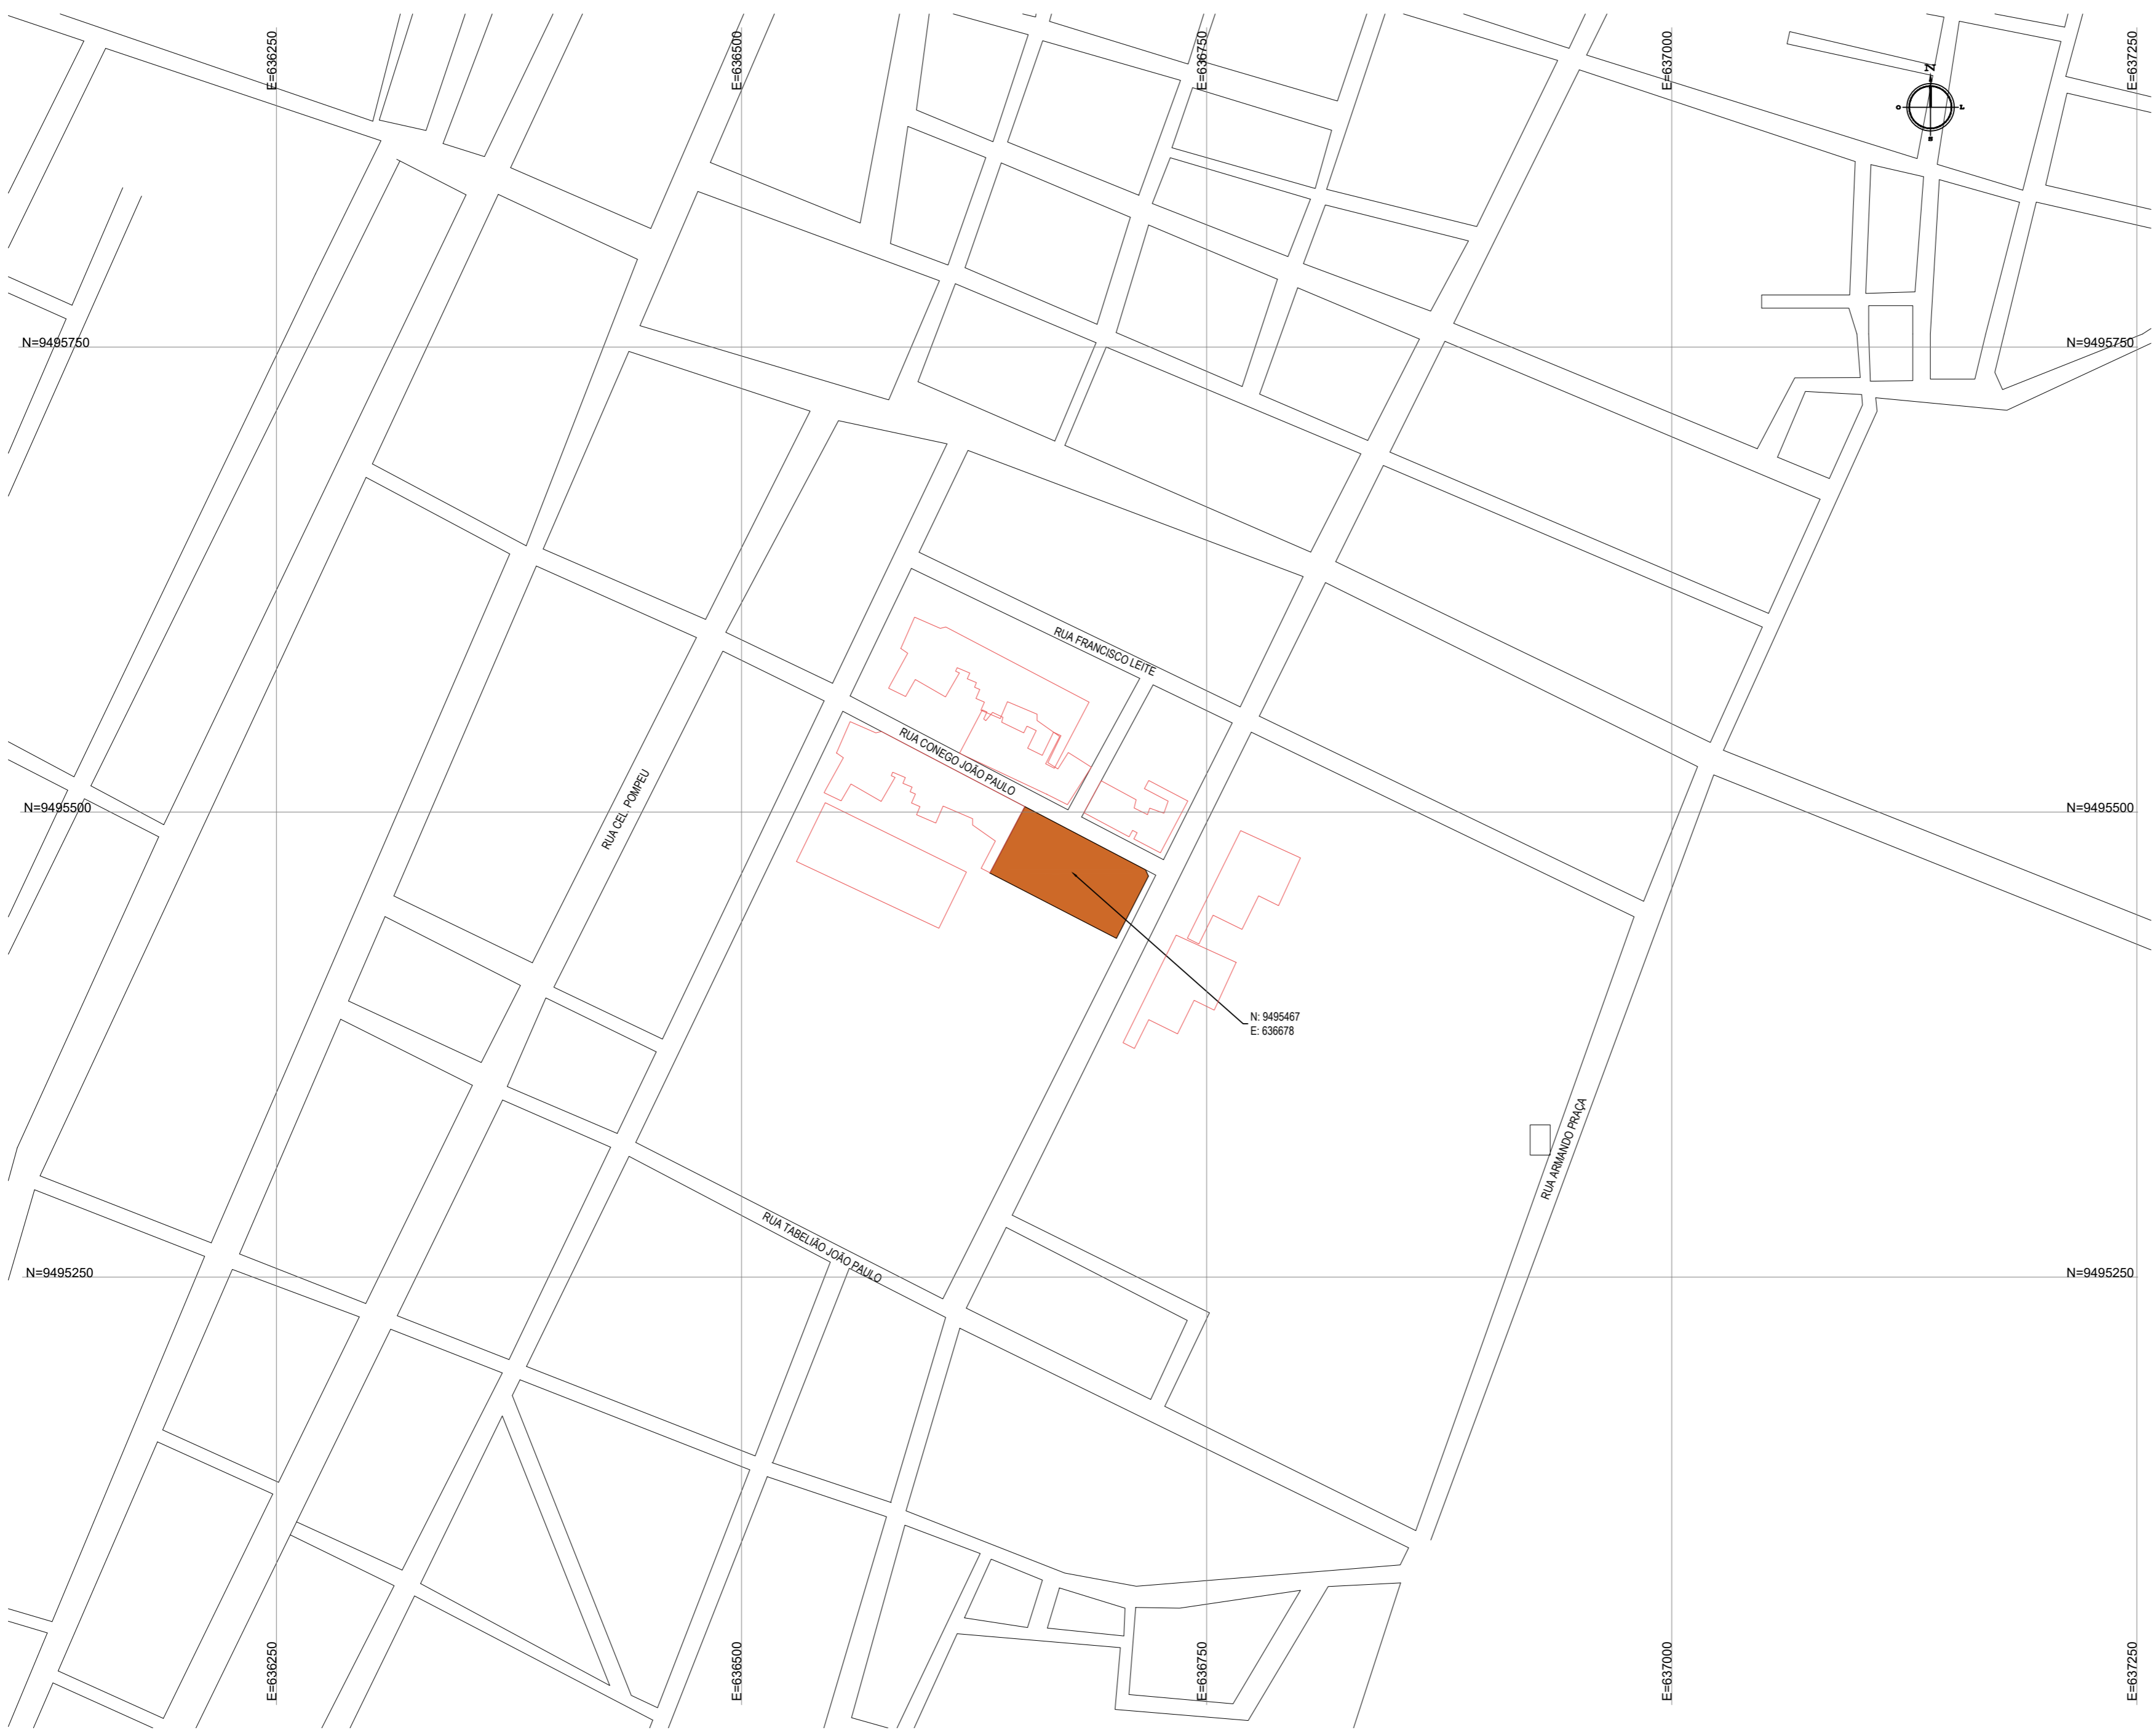 E=636250
E=636500
E=636750
E=637000
E=637250
N
O
L
S
N=9495750
N=9495750
RUA FRANCISCO LEITE
RUA CONEGO JOÃO PAULO
RUA CEL. POMPEU
N=9495500
N=9495500
N: 9495467
E: 636678
RUA ARMANDO PRAÇA
RUA TABELIÃO JOÃO PAULO
N=9495250
N=9495250
E=636250
E=636500
E=636750
E=637000
E=637250